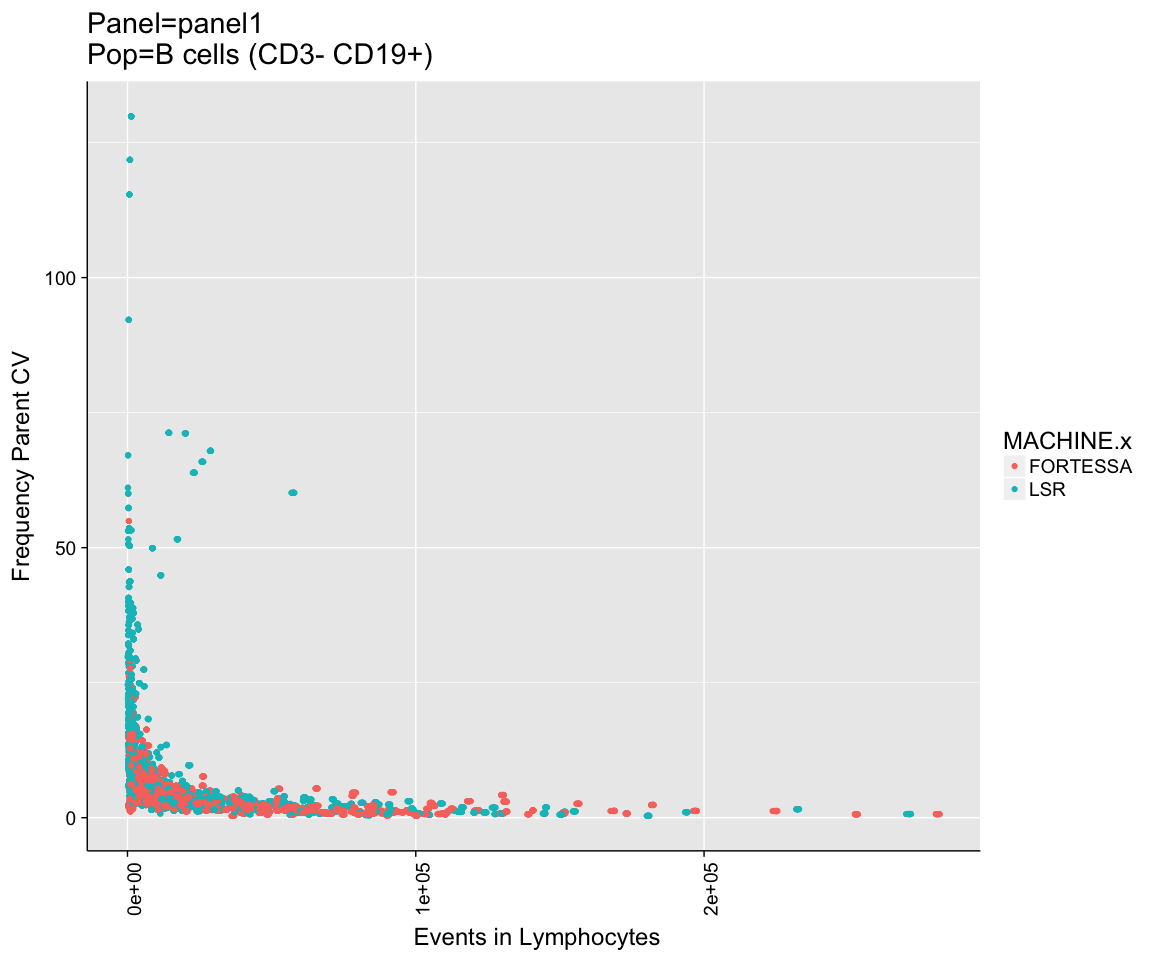 Panel=panel1
Pop=B cells (CD3- CD19+)
Frequency Parent CV
100
50
0
0e+00
1e+05
2e+05
Events in Lymphocytes
MACHINE.x
FORTESSA
LSR